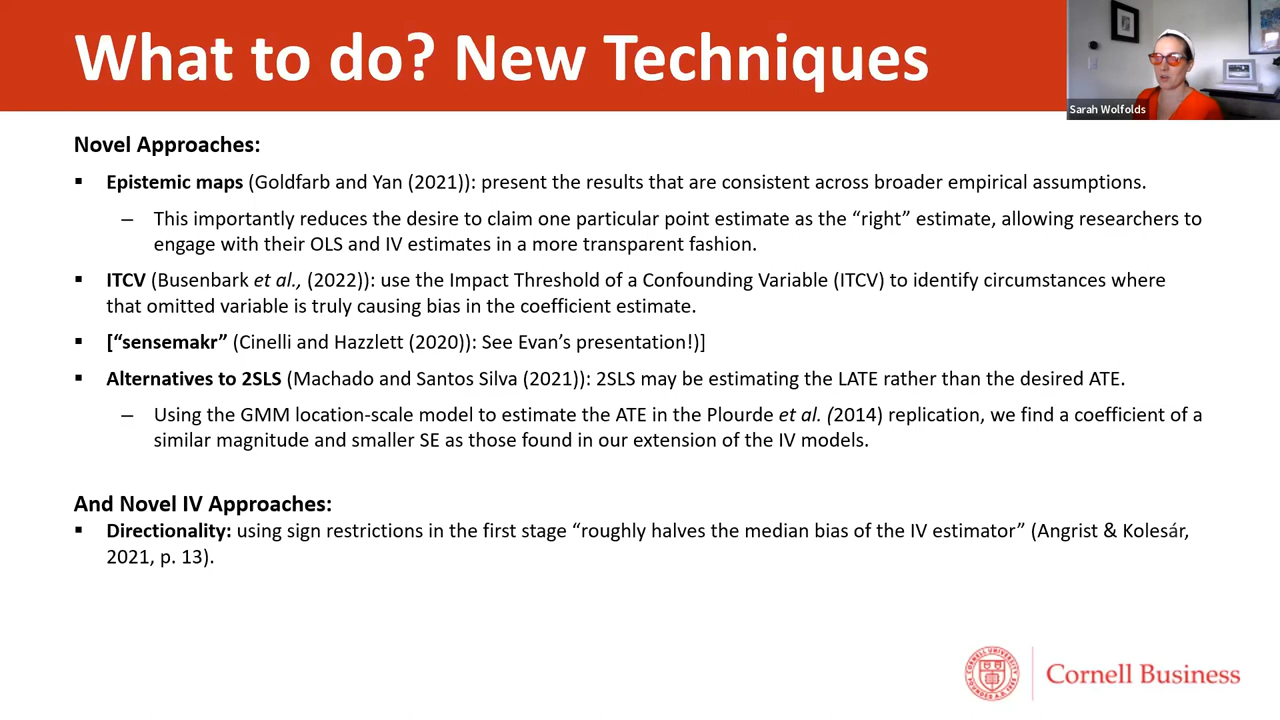 What to do? New Techniques
Sarah Wolfolds
Novel Approaches:
▪ Epistemic maps (Goldfarb and Yan (2021)): present the results that are consistent across broader empirical assumptions.
– This importantly reduces the desire to claim one particular point estimate as the “right” estimate, allowing researchers to
engage with their OLS and IV estimates in a more transparent fashion.
▪ ITCV (Busenbark et al., (2022)): use the Impact Threshold of a Confounding Variable (ITCV) to identify circumstances where
that omitted variable is truly causing bias in the coefficient estimate.
▪ [“sensemakr” (Cinelli and Hazzlett (2020)): See Evan’s presentation!)]
▪ Alternatives to 2SLS (Machado and Santos Silva (2021)): 2SLS may be estimating the LATE rather than the desired ATE.
– Using the GMM location-scale model to estimate the ATE in the Plourde et al. (2014) replication, we find a coefficient of a
similar magnitude and smaller SE as those found in our extension of the IV models.
And Novel IV Approaches:
▪ Directionality: using sign restrictions in the first stage “roughly halves the median bias of the IV estimator” (Angrist & Kolesár,
2021, p. 13).
Cornell Business